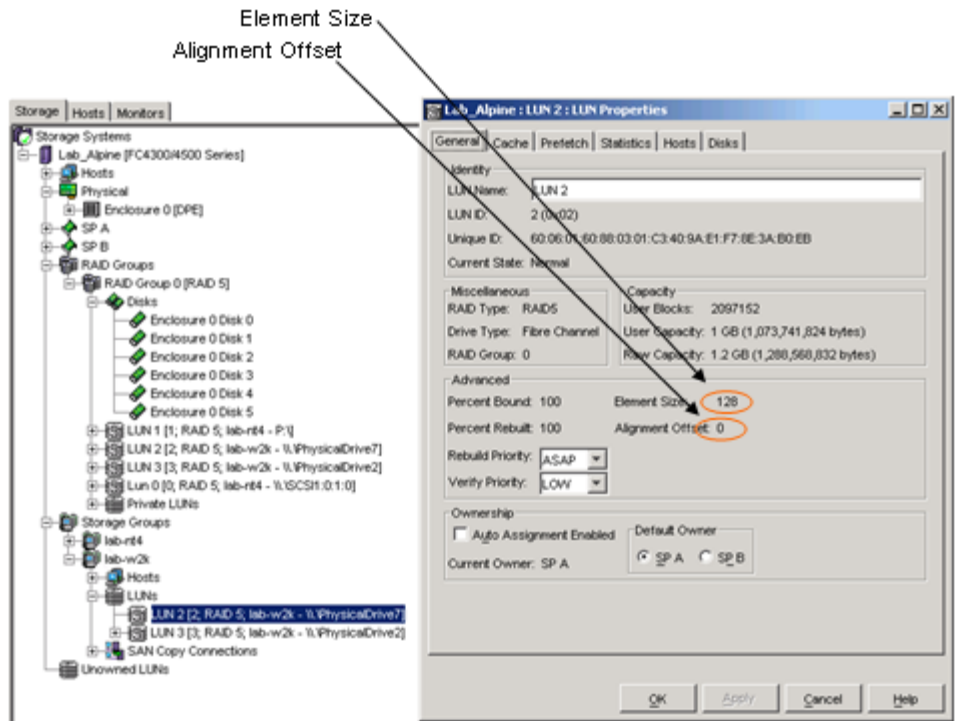 Element Size
Alignment Offset
Storage
Hosts
Monitors
Storage Systems
Lab_Alpine [FC4300/4500 Series]
Hosts
Physical
Enclosure 0 [DPE]
SP A
SP B
RAID Groups
RAID Group 0 [RAID 5]
Disks
Enclosure 0 Disk 0
Enclosure 0 Disk 1
Enclosure 0 Disk 2
Enclosure 0 Disk 3
Enclosure 0 Disk 4
Enclosure 0 Disk 5
LUN 1 [1; RAID 5; lab-nt4 - P:\]
LUN 2 [2; RAID 5; lab-w2k - \\.\PhysicalDrive7]
LUN 3 [3; RAID 5; lab-w2k - \\.\PhysicalDrive2]
Lun 0 [0; RAID 5; lab-nt4 - \\.\SCSI1:0:1:0]
Private LUNs
Storage Groups
lab-nt4
lab-w2k
Hosts
LUNs
LUN 2 [2; RAID 5; lab-w2k - \\.\PhysicalDrive7]
LUN 3 [3; RAID 5; lab-w2k - \\.\PhysicalDrive2]
SAN Copy Connections
Unowned LUNs
Lab_Alpine : LUN 2 : LUN Properties
General
Cache
Prefetch
Statistics
Hosts
Disks
Identity
LUN Name: LUN 2
LUN ID: 2 (0x02)
Unique ID: 60:06:01:60:88:03:01:C3:40:9A:E1:F7:8E:3A:B0:EB
Current State: Normal
Miscellaneous
RAID Type: RAID5
Drive Type: Fibre Channel
RAID Group: 0
Capacity
User Blocks: 2097152
User Capacity: 1 GB (1,073,741,824 bytes)
Raw Capacity: 1.2 GB (1,288,568,832 bytes)
Advanced
Percent Bound: 100
Element Size: 128
Percent Rebuilt: 100
Alignment Offset: 0
Rebuild Priority: ASAP
Verify Priority: LOW
Ownership
Auto Assignment Enabled
Current Owner: SP A
Default Owner
SP A
SP B
OK
Apply
Cancel
Help